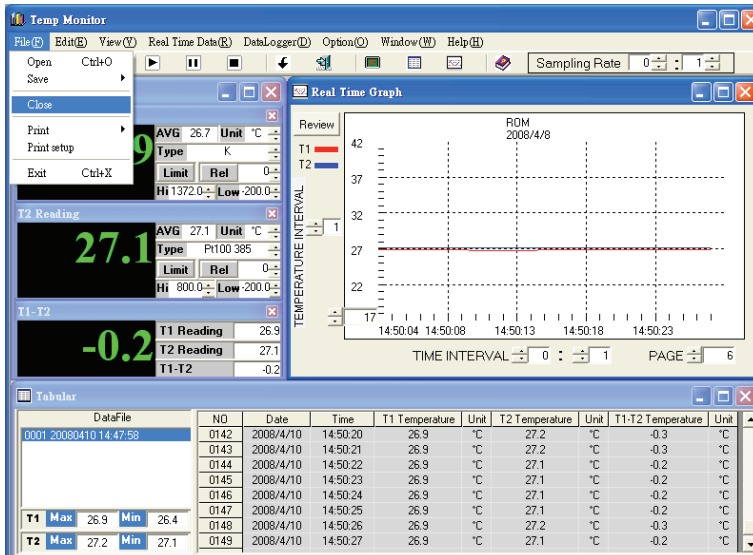 Temp Monitor
File(F) Edit(E) View(V) Real Time Data(R) DataLogger(D) Option(O) Window(W) Help(H)
Open Ctrl+O
Save
Close
Print
Print setup
Exit Ctrl+X
Sampling Rate 0 : 1
9
AVG 26.7 Unit °C
Type K
Limit Rel 0
Hi 1372.0 Low -200.0
T2 Reading
27.1
AVG 27.1 Unit °C
Type Pt100 385
Limit Rel 0
Hi 800.0 Low -200.0
T1-T2
-0.2
T1 Reading 26.9
T2 Reading 27.1
T1-T2 -0.2
Real Time Graph
Review
T1
T2
ROM
2008/4/8
TEMPERATURE INTERVAL
1
42
37
32
27
22
17
14:50:04 14:50:08 14:50:13 14:50:18 14:50:23
TIME INTERVAL 0 : 1 PAGE 6
Tabular
DataFile
0001 20080410 14:47:58
T1 Max 26.9 Min 26.4
T2 Max 27.2 Min 27.1
NO Date Time T1 Temperature Unit T2 Temperature Unit T1-T2 Temperature Unit
0142 2008/4/10 14:50:20 26.9 °C 27.2 °C -0.3 °C
0143 2008/4/10 14:50:21 26.9 °C 27.2 °C -0.3 °C
0144 2008/4/10 14:50:22 26.9 °C 27.1 °C -0.2 °C
0145 2008/4/10 14:50:23 26.9 °C 27.1 °C -0.2 °C
0146 2008/4/10 14:50:24 26.9 °C 27.1 °C -0.2 °C
0147 2008/4/10 14:50:25 26.9 °C 27.1 °C -0.2 °C
0148 2008/4/10 14:50:26 26.9 °C 27.2 °C -0.3 °C
0149 2008/4/10 14:50:27 26.9 °C 27.1 °C -0.2 °C